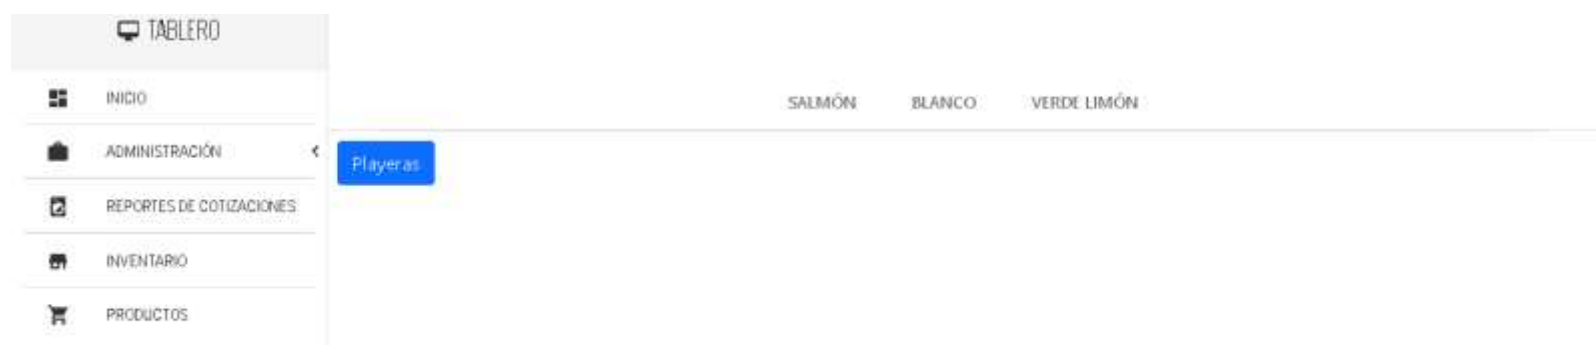 TABLERO
INICIO
ADMINISTRACIÓN
REPORTES DE COTIZACIONES
INVENTARIO
PRODUCTOS
SALMÓN BLANCO VERDE LIMÓN
Playeras